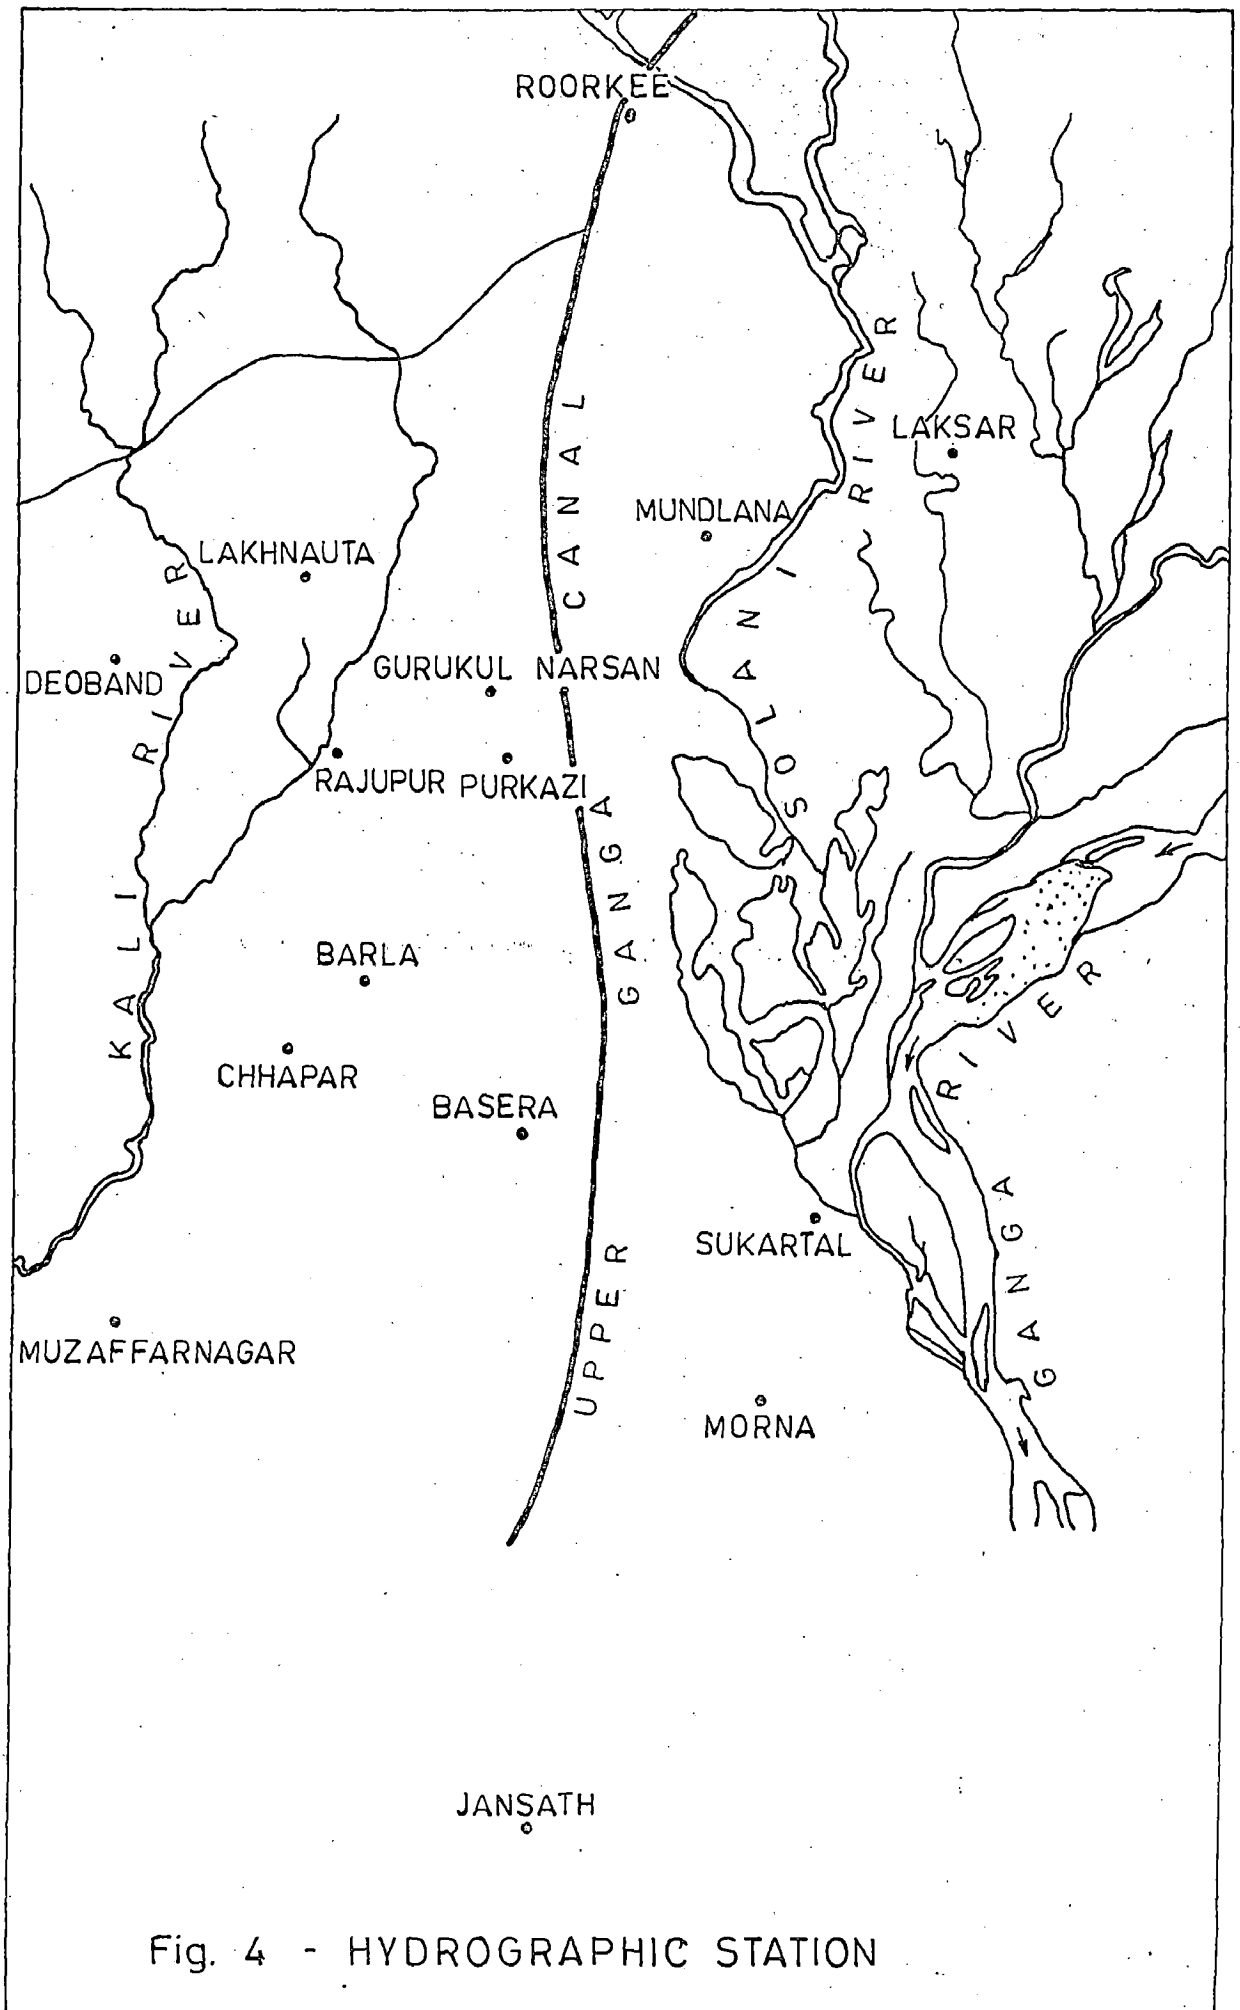 ROORKEE
SOLANI RIVER
LAKSAR
UPPER GANGA CANAL
MUNDLANA
LAKHNAUTA
KALI RIVER
DEOBAND
GURUKUL NARSAN
RAJUPUR
PURKAZI
BARLA
GANGA RIVER
CHHAPAR
BASERA
SUKARTAL
MUZAFFARNAGAR
MORNA
JANSATH
Fig. 4 - HYDROGRAPHIC STATION